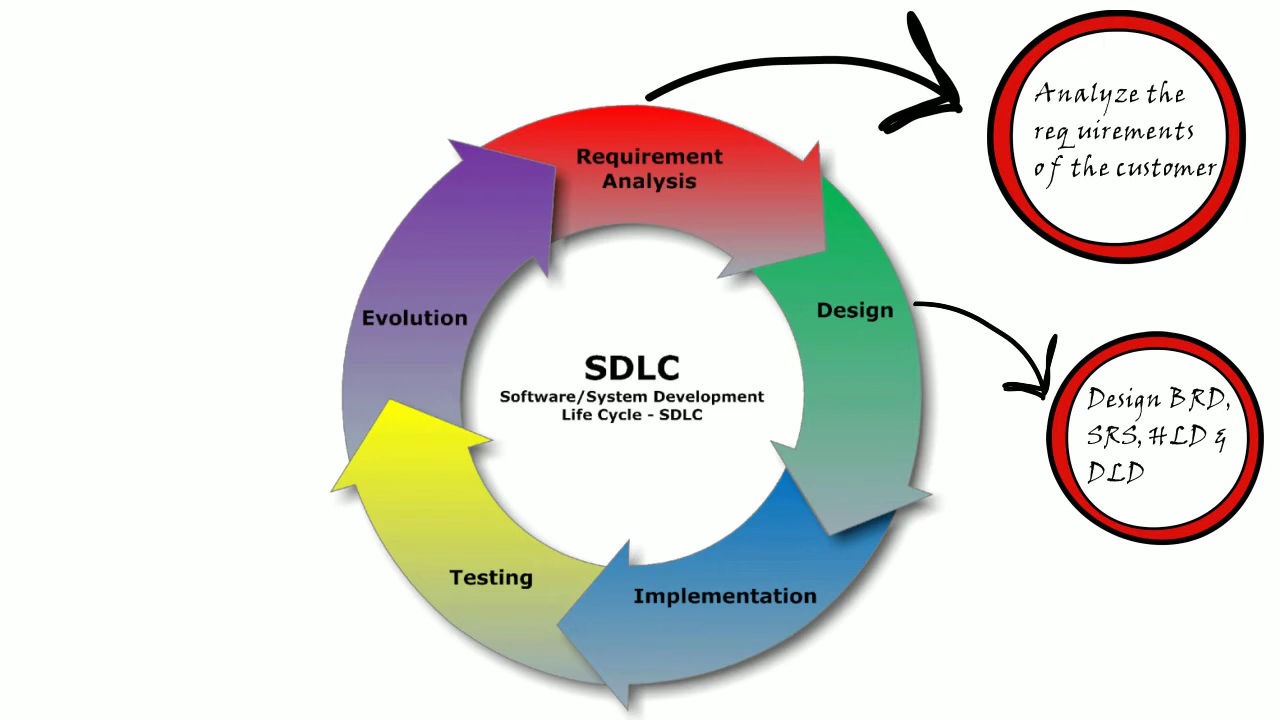 Requirement
Analysis
Design
Implementation
Testing
Evolution
SDLC
Software/System Development
Life Cycle - SDLC
Analyze the
requirements
of the customer
Design BRD,
SRS, HLD &
DLD